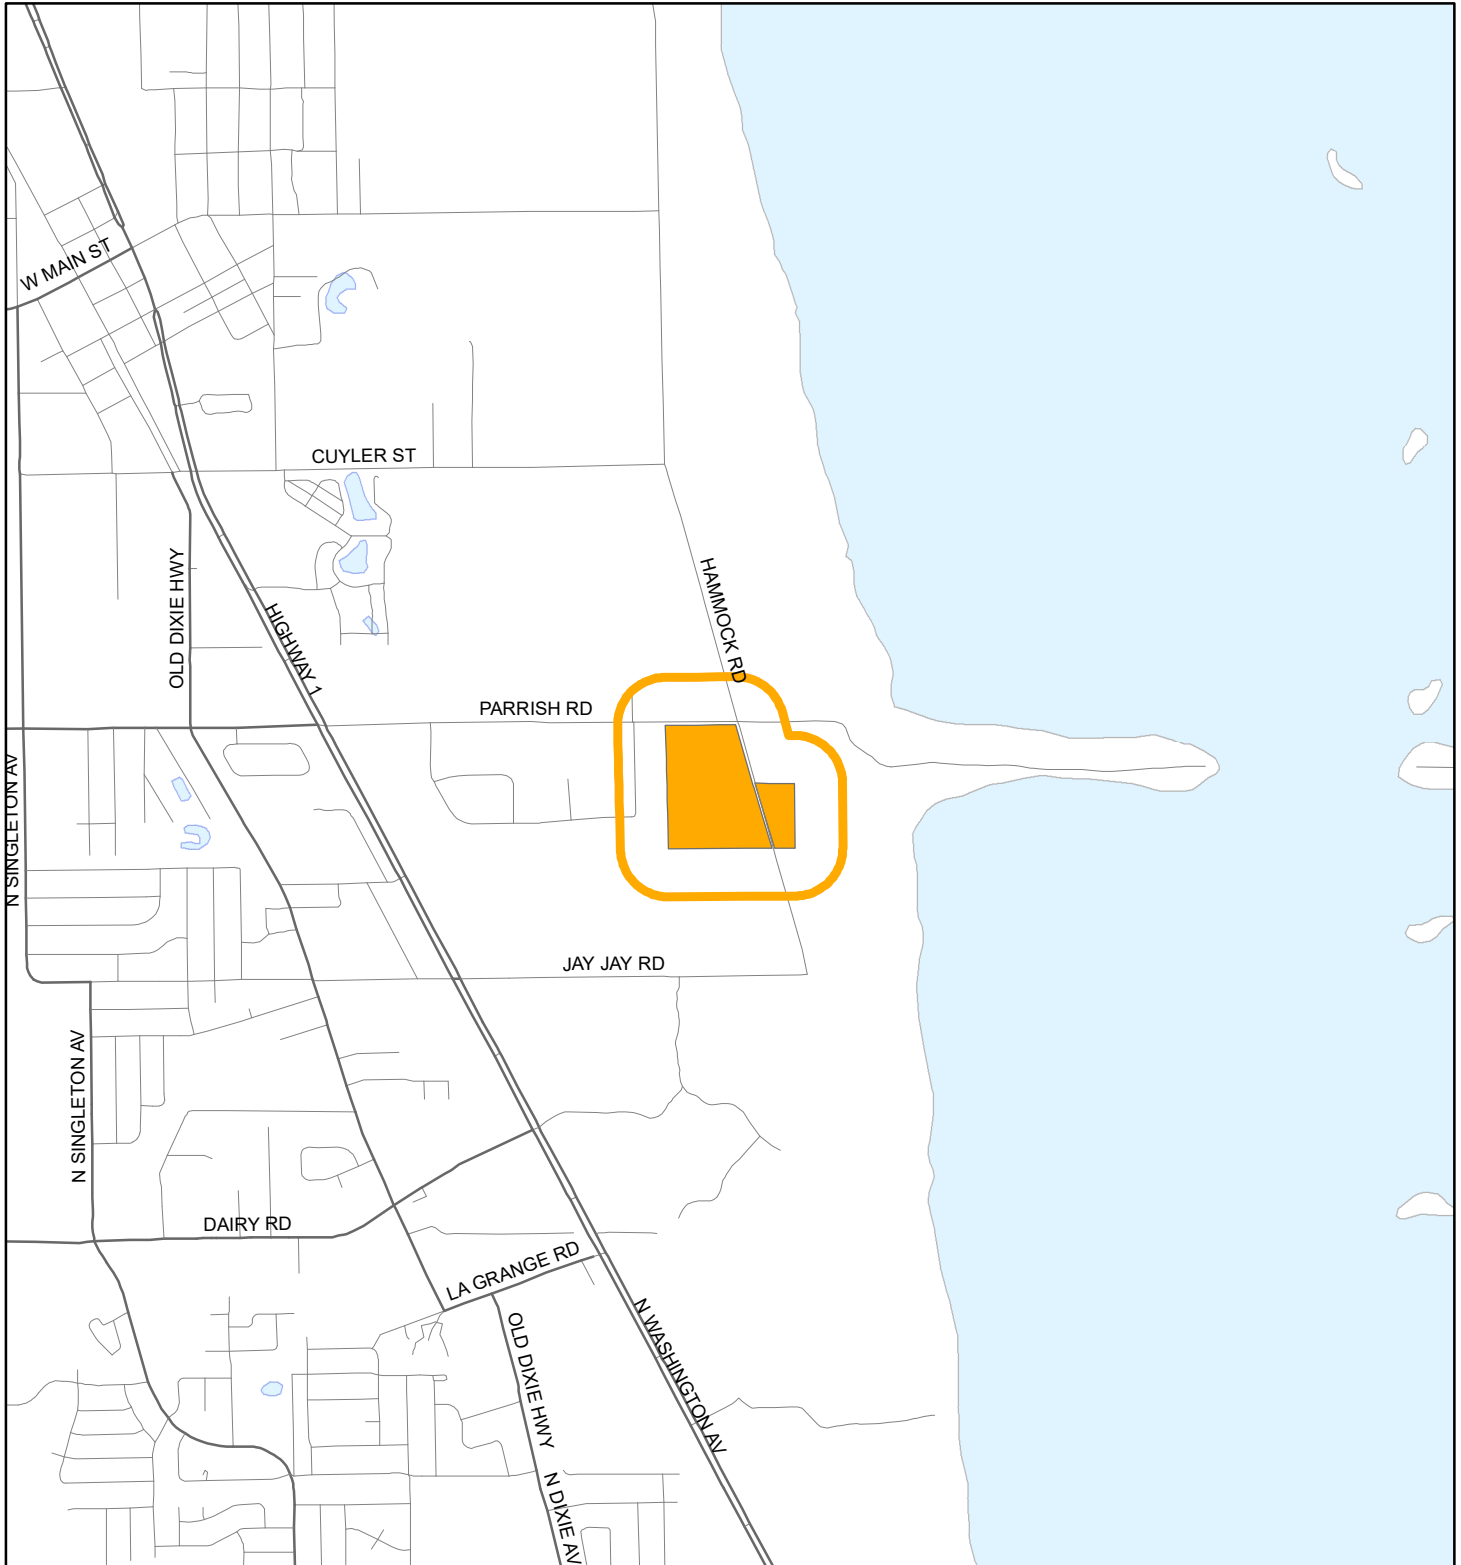 W MAIN ST
CUYLER ST
OLD DIXIE HWY
HIGHWAY 1
HAMMOCK RD
PARRISH RD
N SINGLETON AV
JAY JAY RD
N SINGLETON AV
DAIRY RD
LA GRANGE RD
OLD DIXIE HWY
N WASHINGTON AV
N DIXIE AV